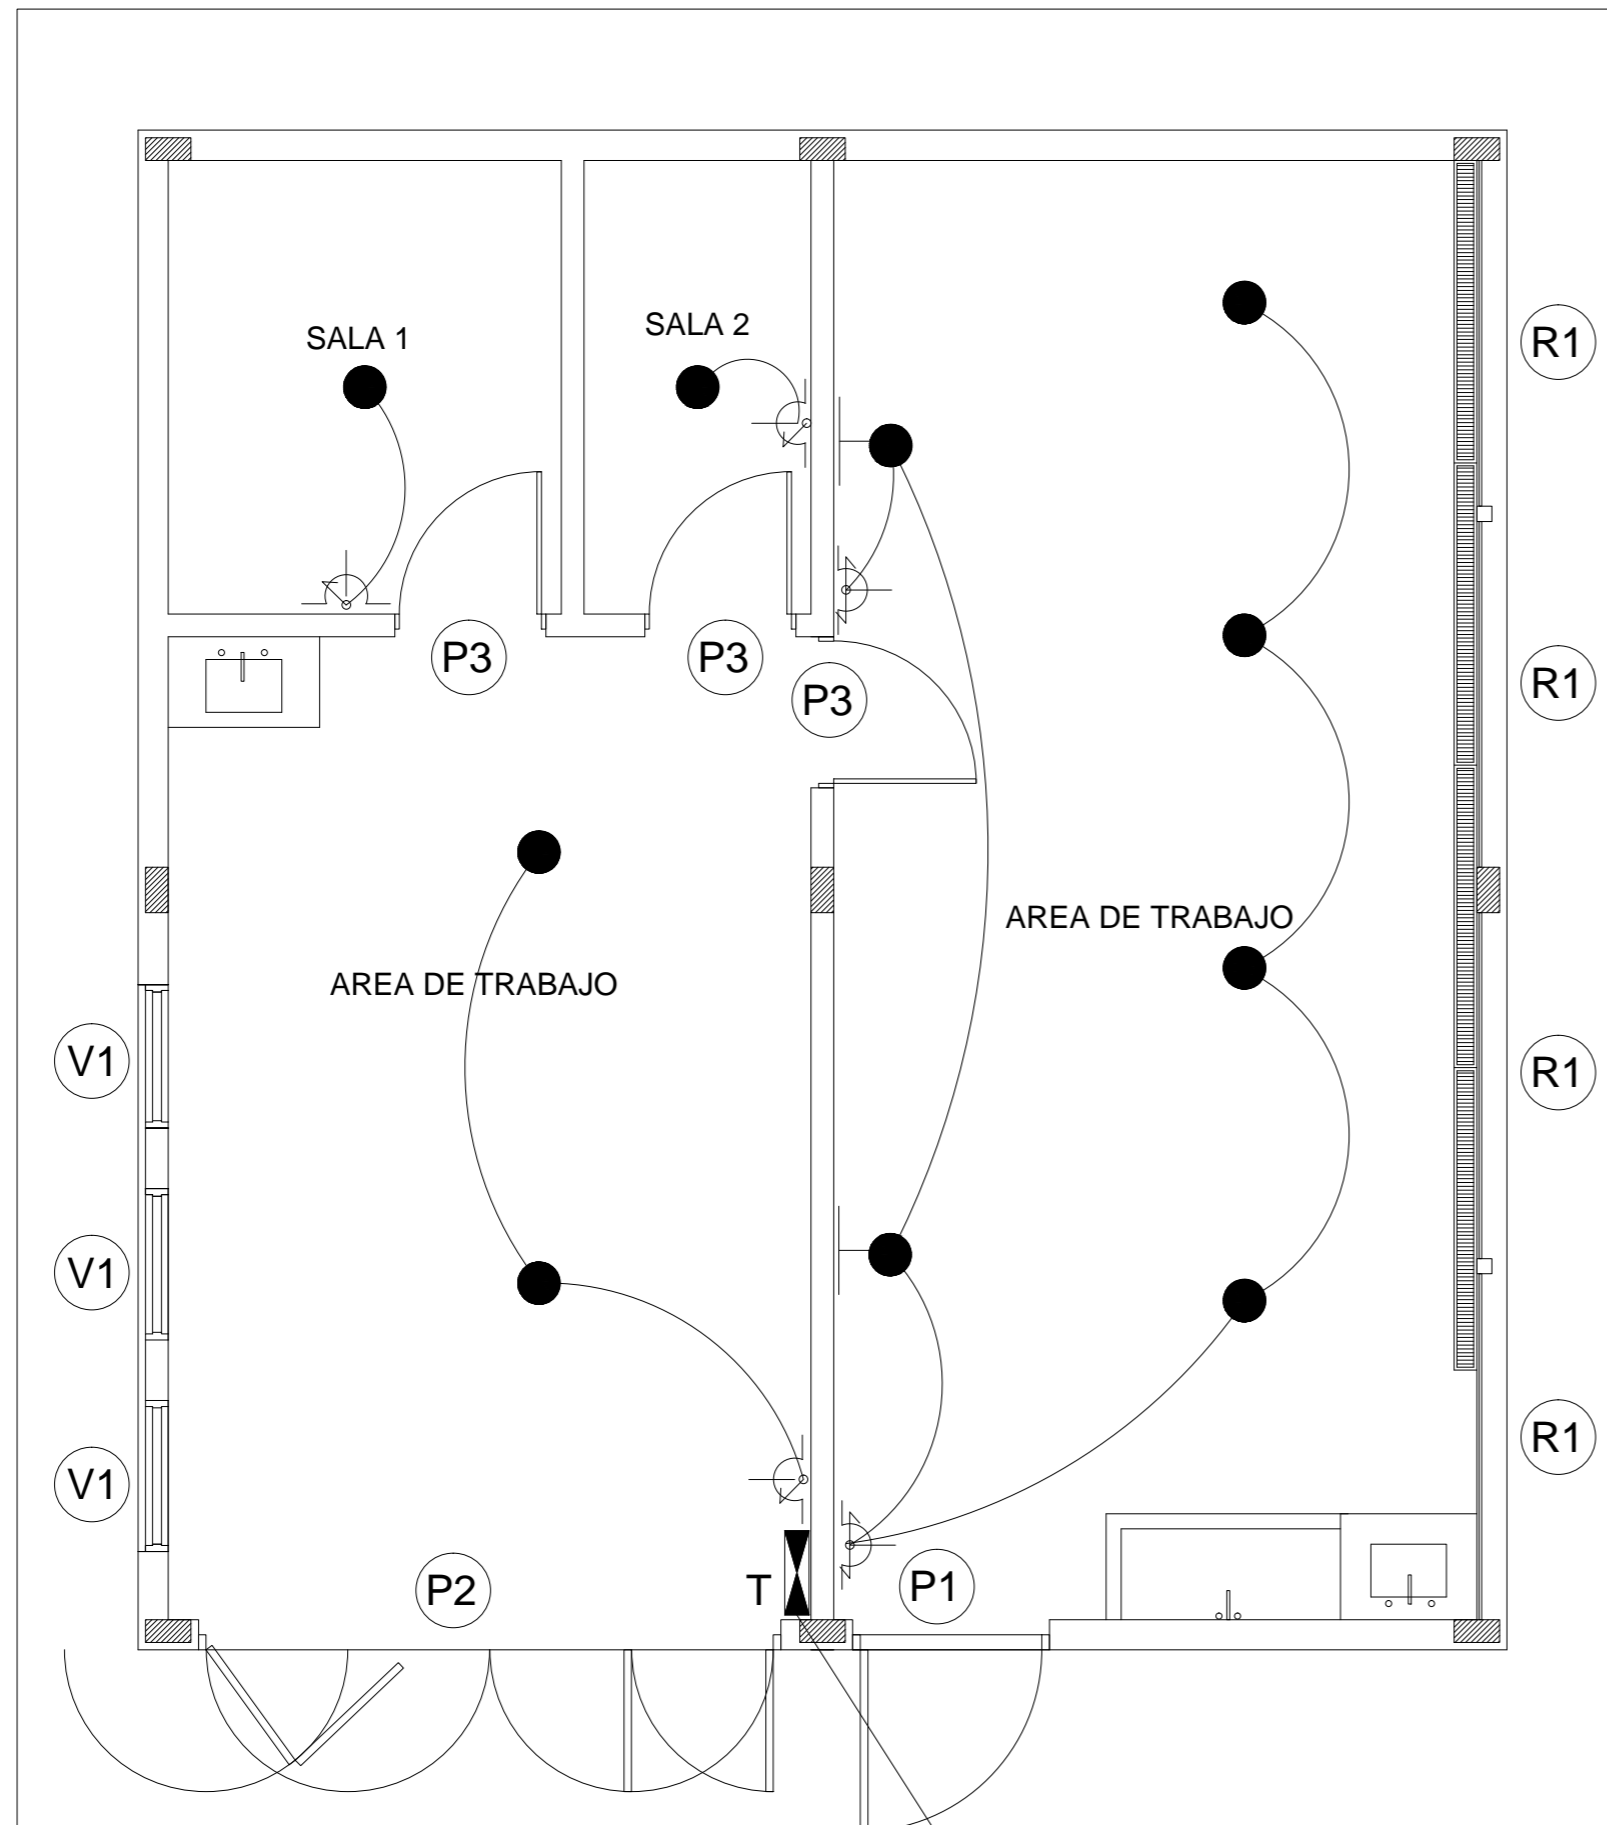 SALA 1
SALA 2
R1
P3
P3
P3
R1
AREA DE TRABAJO
AREA DE TRABAJO
V1
R1
V1
R1
V1
P2
T
P1